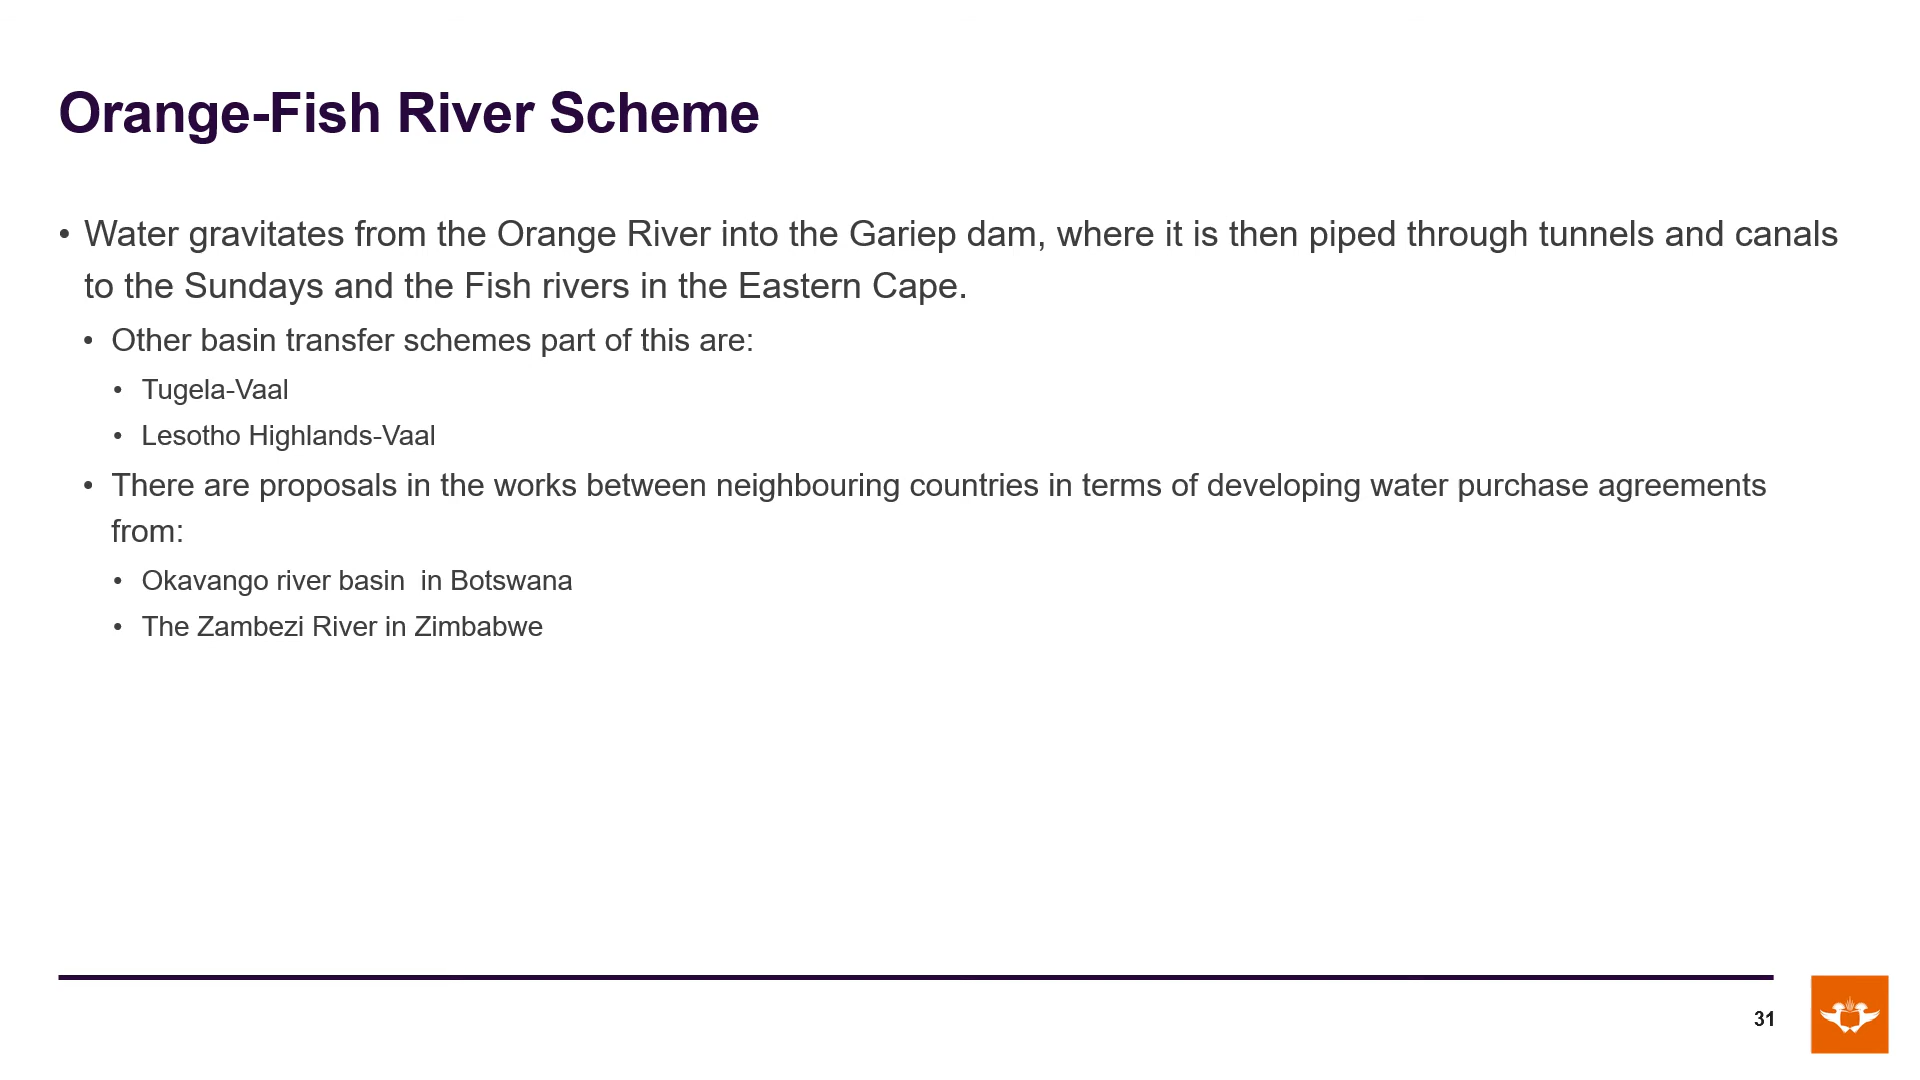 Orange-Fish River Scheme
• Water gravitates from the Orange River into the Gariep dam, where it is then piped through tunnels and canals
to the Sundays and the Fish rivers in the Eastern Cape.
• Other basin transfer schemes part of this are:
• Tugela-Vaal
• Lesotho Highlands-Vaal
• There are proposals in the works between neighbouring countries in terms of developing water purchase agreements
from:
• Okavango river basin  in Botswana
• The Zambezi River in Zimbabwe
31